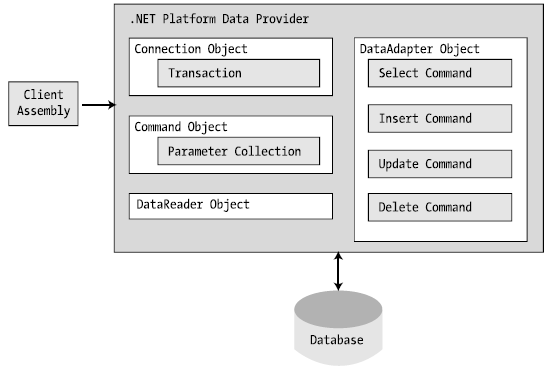 .NET Platform Data Provider
Connection Object
Transaction
Command Object
Parameter Collection
DataReader Object
DataAdapter Object
Select Command
Insert Command
Update Command
Delete Command
Client
Assembly
Database